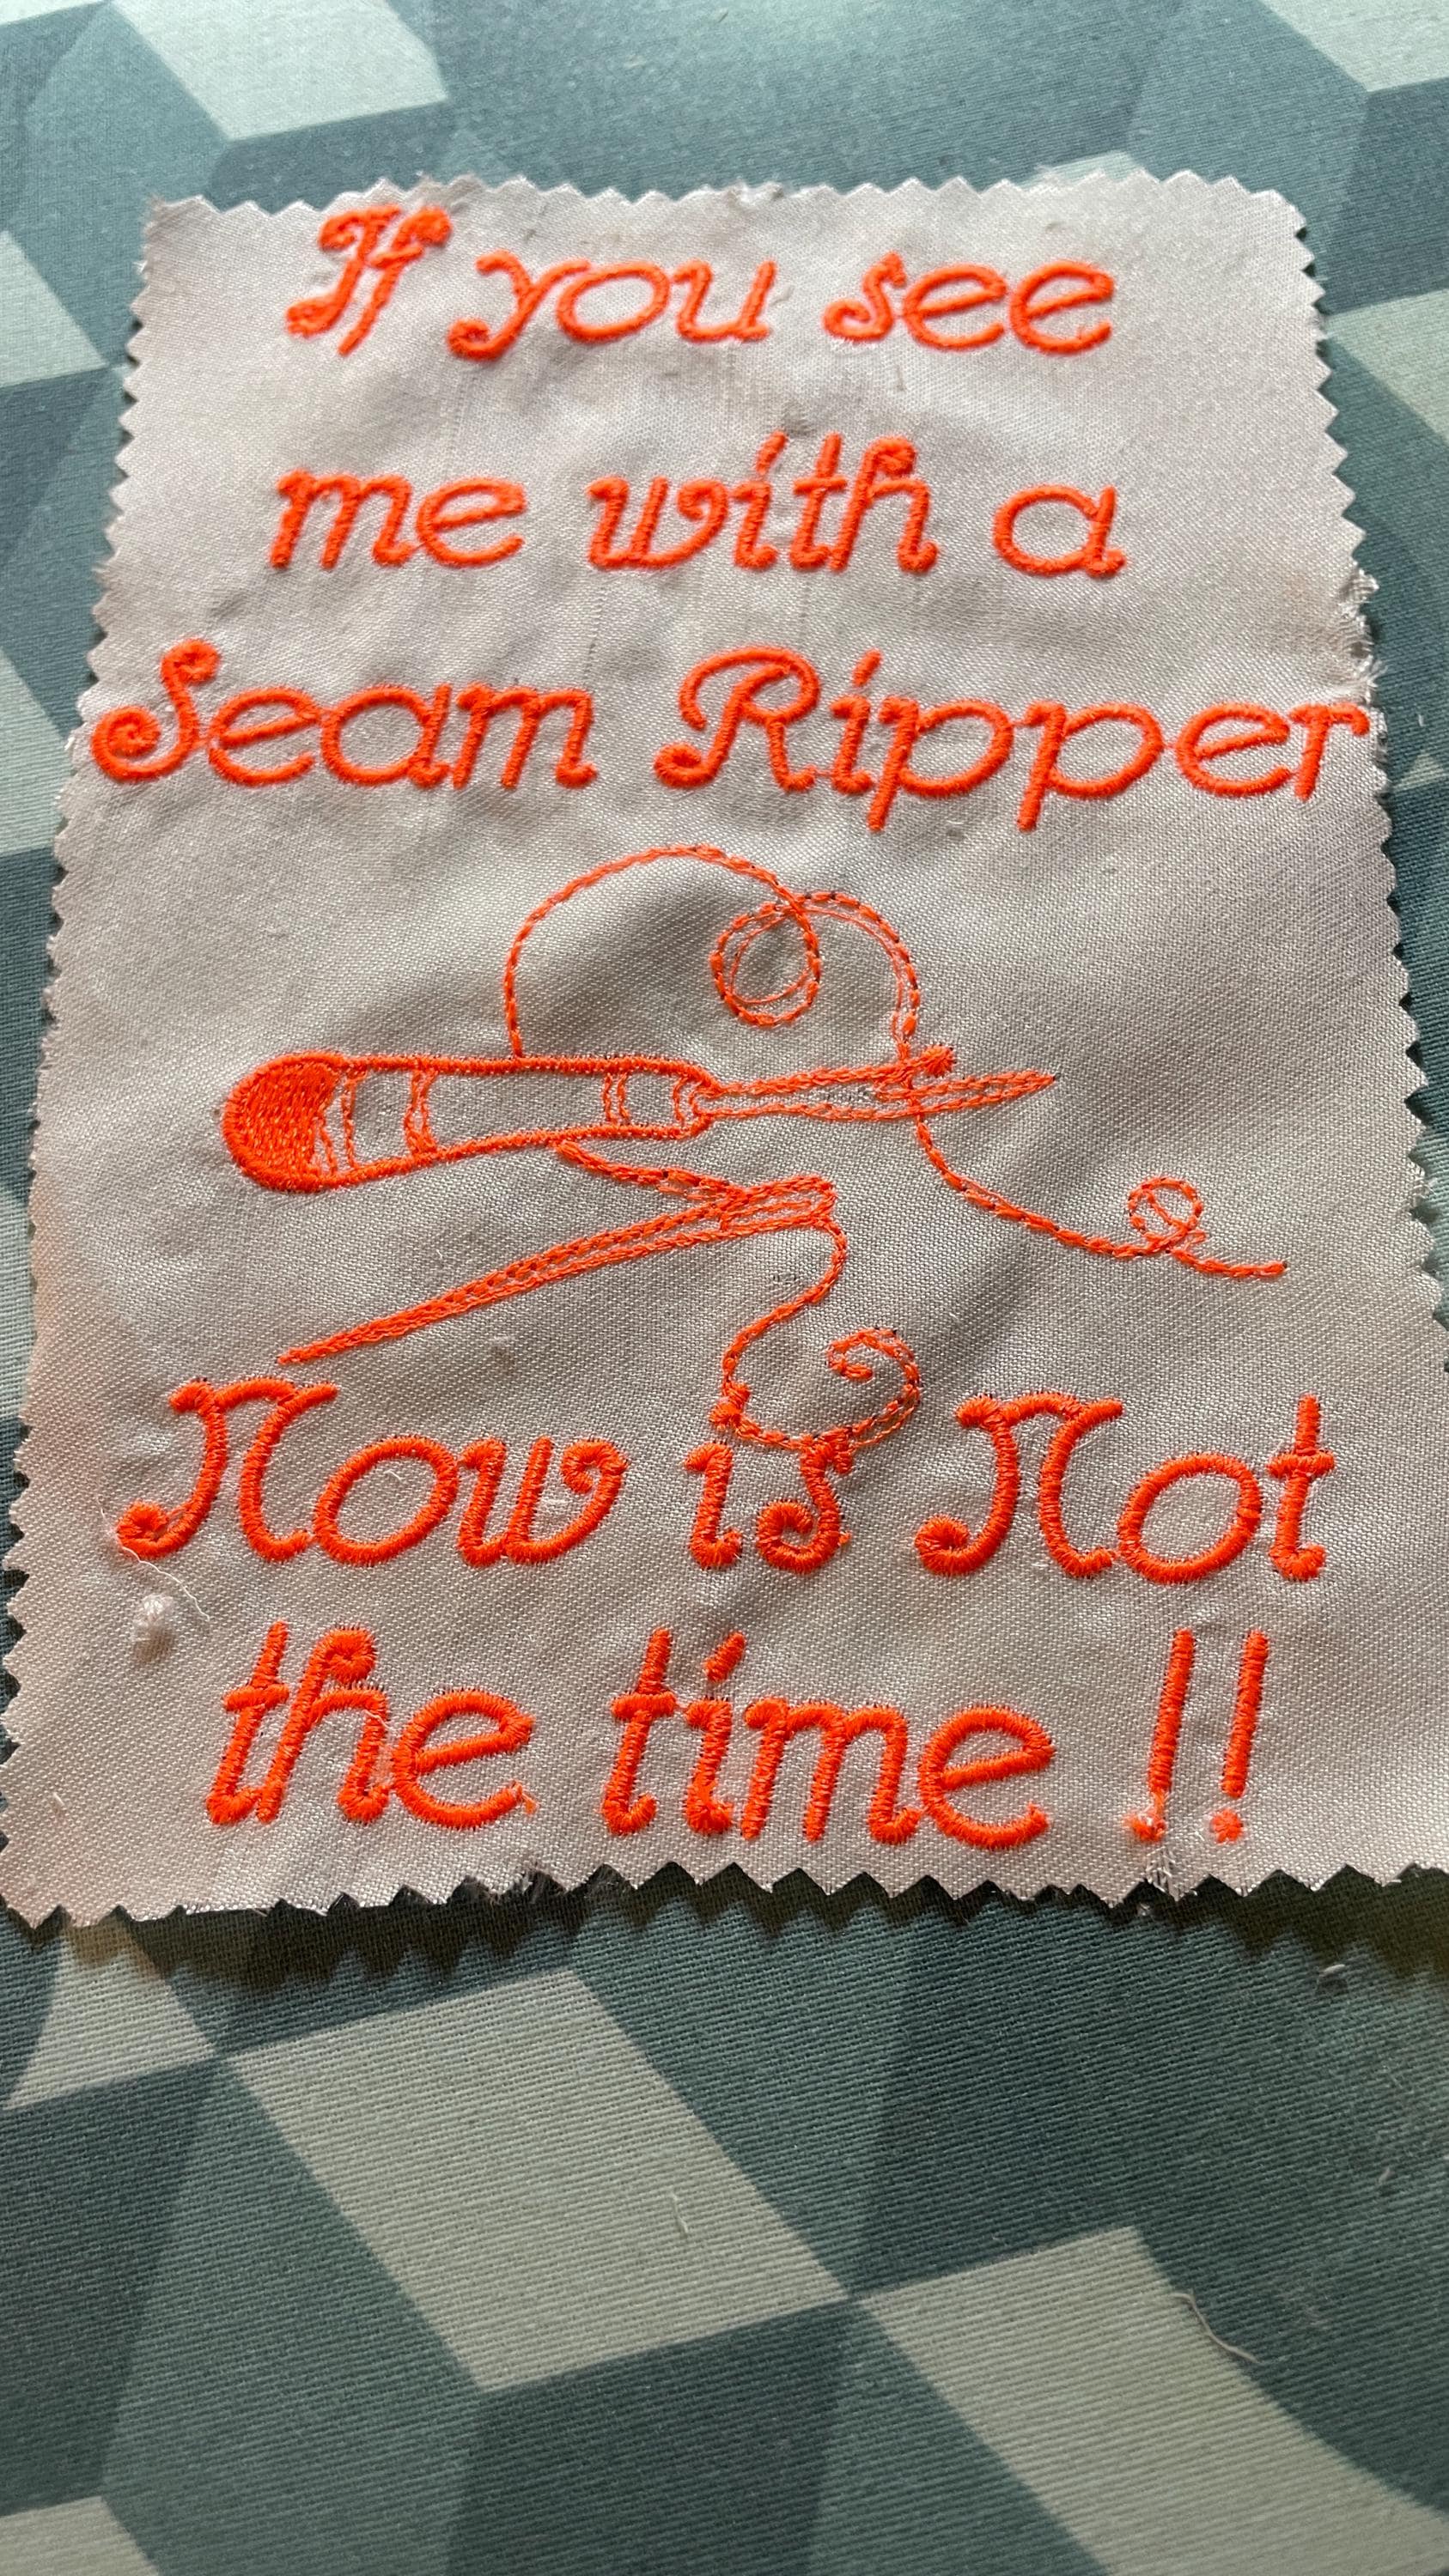 If you see
me with a
Seam Ripper
Now is Not
the time !!